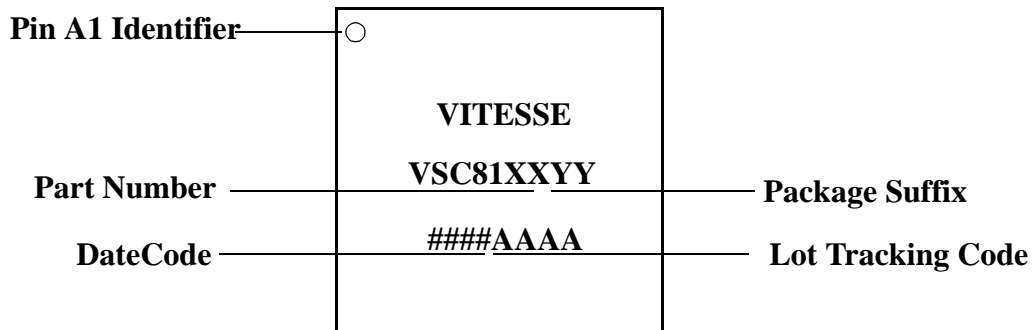 Pin A1 Identifier
VITESSE
VSC81XXYY
Part Number
Package Suffix
####AAAA
DateCode
Lot Tracking Code